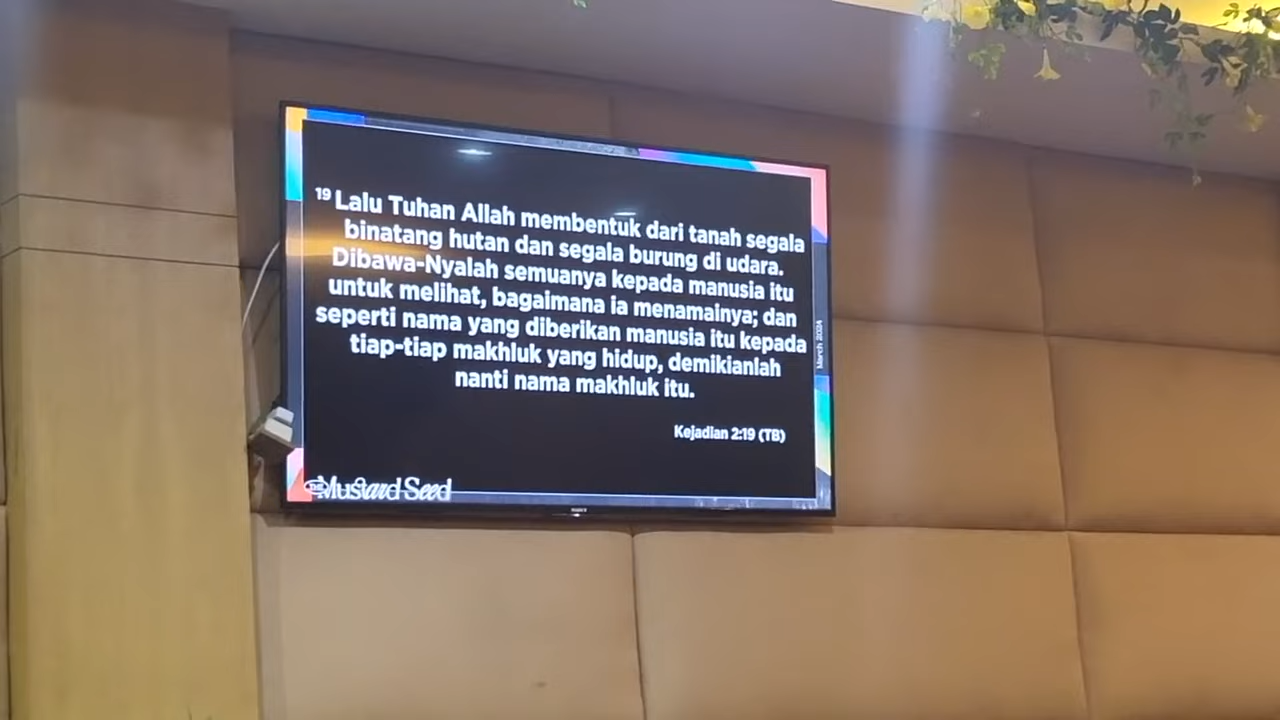 19 Lalu Tuhan Allah membentuk dari tanah segala
binatang hutan dan segala burung di udara.
Dibawa-Nyalah semuanya kepada manusia itu
untuk melihat, bagaimana ia menamainya; dan
seperti nama yang diberikan manusia itu kepada
tiap-tiap makhluk yang hidup, demikianlah
nanti nama makhluk itu.
Kejadian 2:19 (TB)
March 2024
THE Mustard Seed